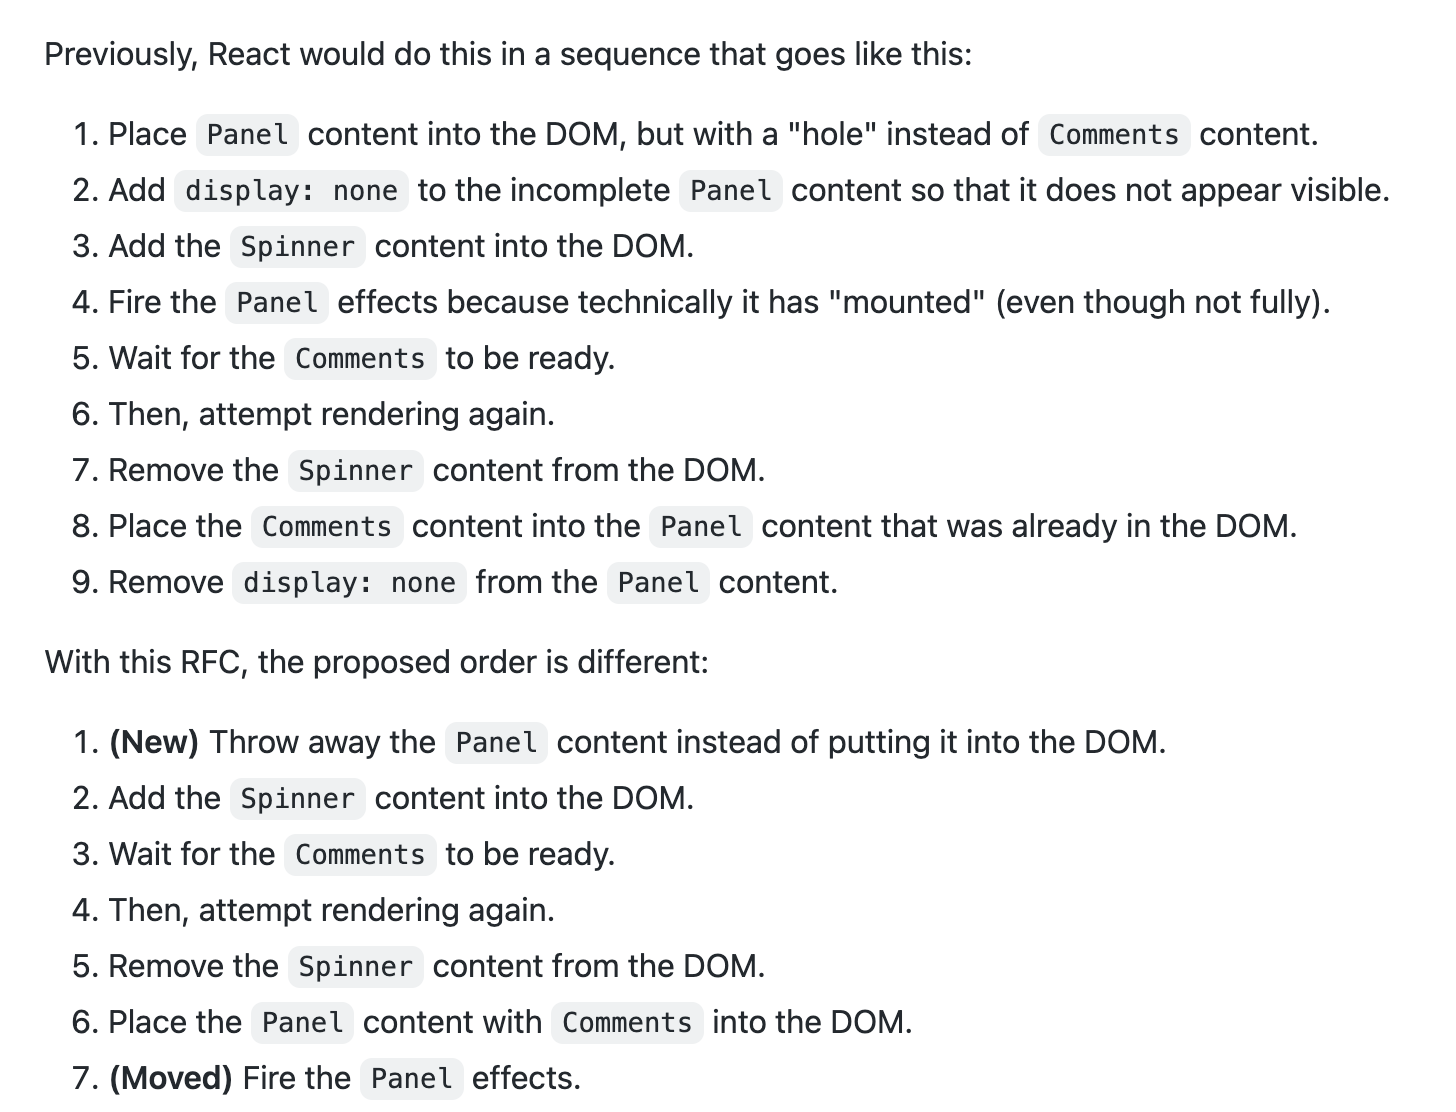 Previously, React would do this in a sequence that goes like this:
1. Place Panel content into the DOM, but with a "hole" instead of Comments content.
2. Add display: none to the incomplete Panel content so that it does not appear visible.
3. Add the Spinner content into the DOM.
4. Fire the Panel effects because technically it has "mounted" (even though not fully).
5. Wait for the Comments to be ready.
6. Then, attempt rendering again.
7. Remove the Spinner content from the DOM.
8. Place the Comments content into the Panel content that was already in the DOM.
9. Remove display: none from the Panel content.
With this RFC, the proposed order is different:
1. (New) Throw away the Panel content instead of putting it into the DOM.
2. Add the Spinner content into the DOM.
3. Wait for the Comments to be ready.
4. Then, attempt rendering again.
5. Remove the Spinner content from the DOM.
6. Place the Panel content with Comments into the DOM.
7. (Moved) Fire the Panel effects.